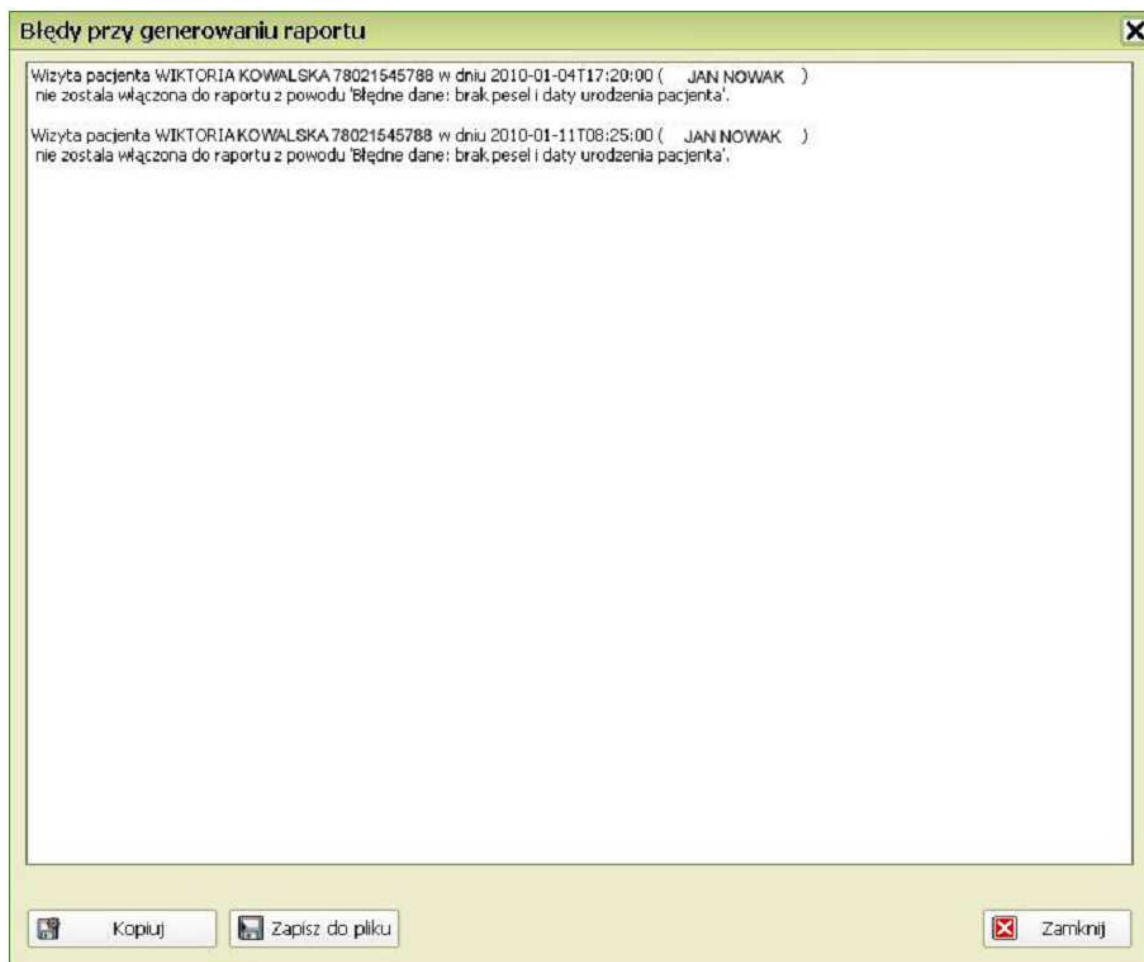 Błędy przy generowaniu raportu
Wizyta pacjenta WIKTORIA KOWALSKA 78021545788 w dniu 2010-01-04T17:20:00 ( JAN NOWAK )
nie zostala włączona do raportu z powodu 'Błędne dane: brak pesel i daty urodzenia pacjenta'.
Wizyta pacjenta WIKTORIA KOWALSKA 78021545788 w dniu 2010-01-11T08:25:00 ( JAN NOWAK )
nie zostala włączona do raportu z powodu 'Błędne dane: brak pesel i daty urodzenia pacjenta'.
Kopiuj Zapisz do pliku Zamknij